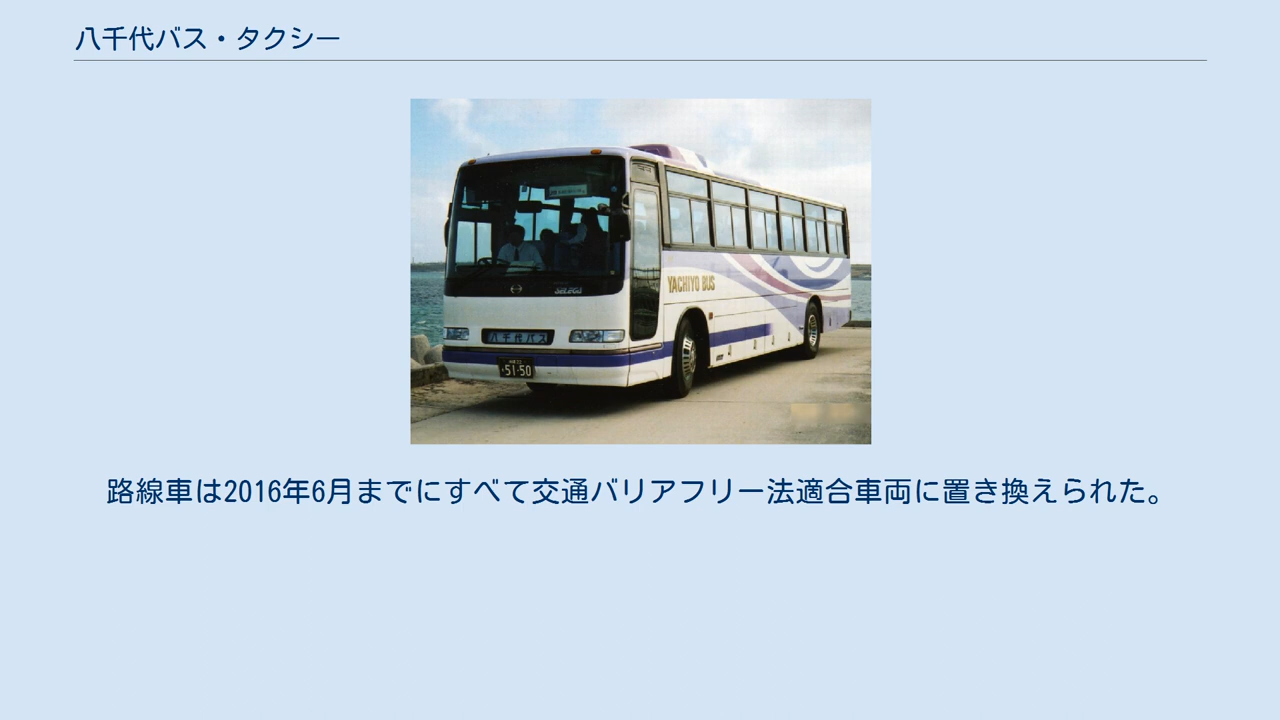 八千代バス・タクシー
YACHIYO BUS
SELEGA
八千代バス
51-50
路線車は2016年6月までにすべて交通バリアフリー法適合車両に置き換えられた。